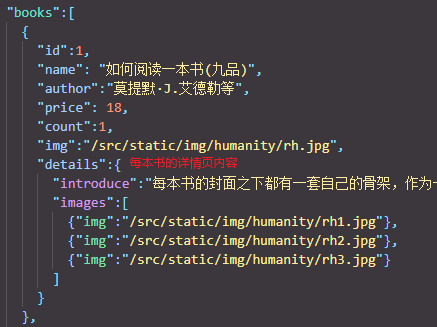 "books":[
{
"id":1,
"name": "如何阅读一本书(九品)",
"author":"莫提默·J.艾德勒等",
"price": 18,
"count":1,
"img":"/src/static/img/humanity/rh.jpg",
"details":{ 每本书的详情页内容
"introduce":"每本书的封面之下都有一套自己的骨架，作为
"images":[
{"img":"/src/static/img/humanity/rh1.jpg"},
{"img":"/src/static/img/humanity/rh2.jpg"},
{"img":"/src/static/img/humanity/rh3.jpg"}
]
}
},